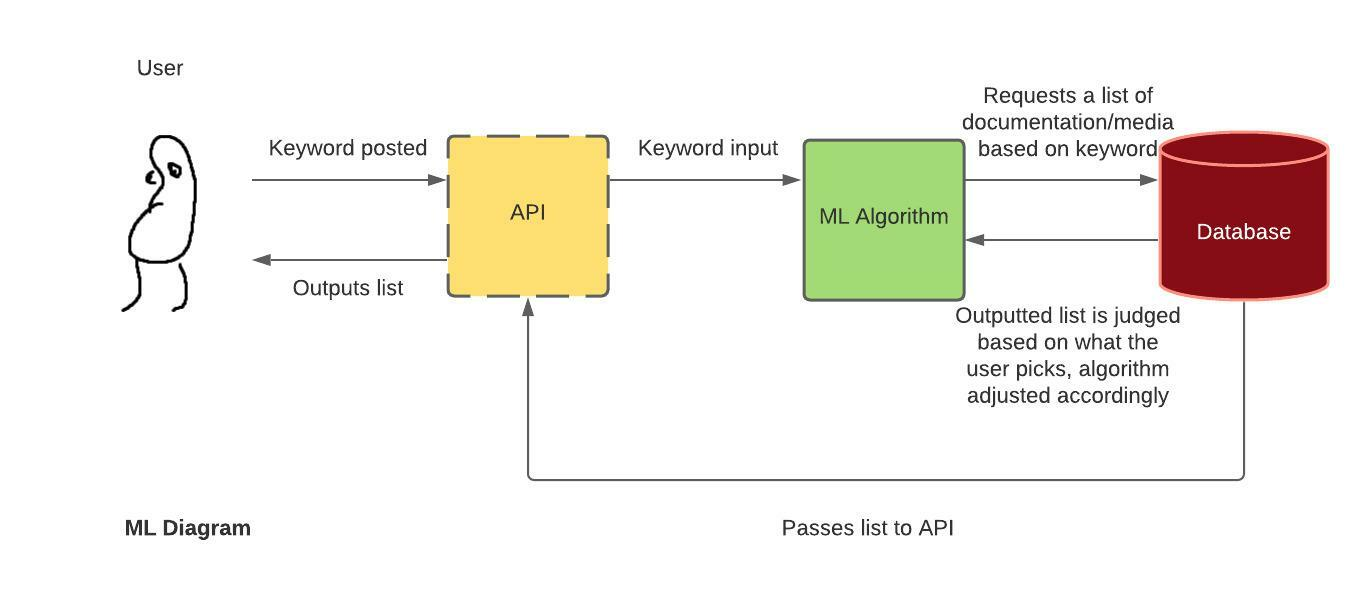 User
Keyword posted
API
Outputs list
Keyword input
ML Algorithm
Requests a list of
documentation/media
based on keyword
Database
Outputted list is judged
based on what the
user picks, algorithm
adjusted accordingly
ML Diagram
Passes list to API